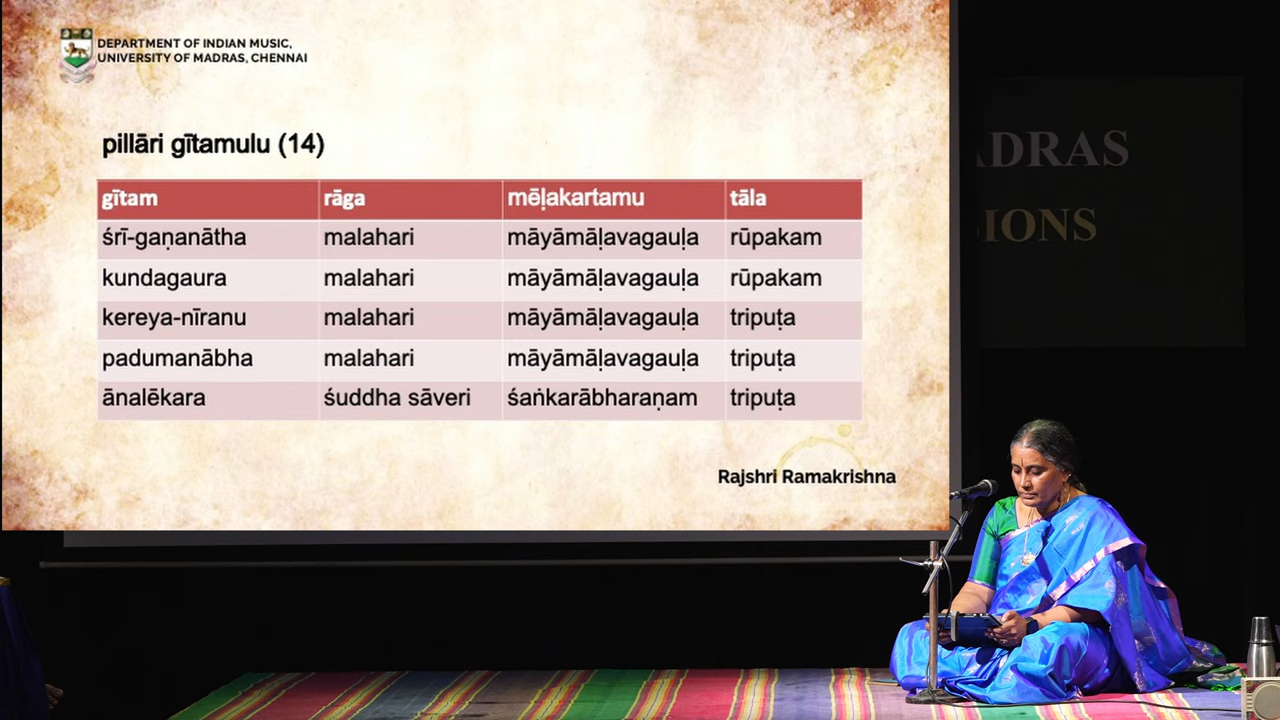 DEPARTMENT OF INDIAN MUSIC,
UNIVERSITY OF MADRAS, CHENNAI
pillāri gītamulu (14)
gītam rāga mēḷakartamu tāla
śrī-gaṇanātha malahari māyāmāḷavagauḷa rūpakam
kundagaura malahari māyāmāḷavagauḷa rūpakam
kereya-nīranu malahari māyāmāḷavagauḷa tripuṭa
padumanābha malahari māyāmāḷavagauḷa tripuṭa
ānalēkara śuddha sāveri śaṅkarābharaṇam tripuṭa
Rajshri Ramakrishna